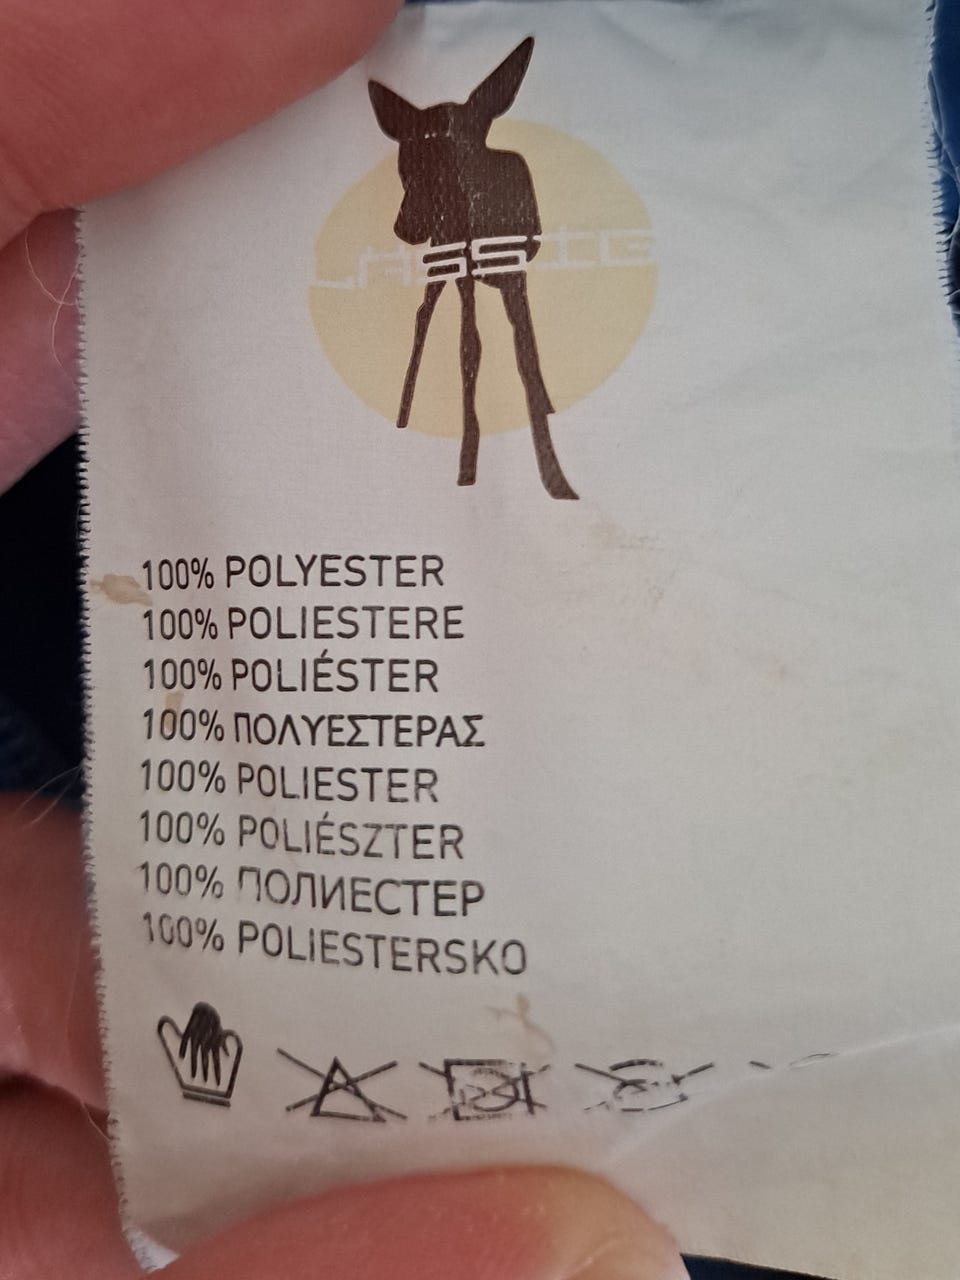 LÄSSIG
100% POLYESTER
100% POLIESTERE
100% POLIÉSTER
100% ΠΟΛΥΕΣΤΕΡΑΣ
100% POLIESTER
100% POLIÉSZTER
100% ПОЛИЕСТЕР
100% POLIESTERSKO